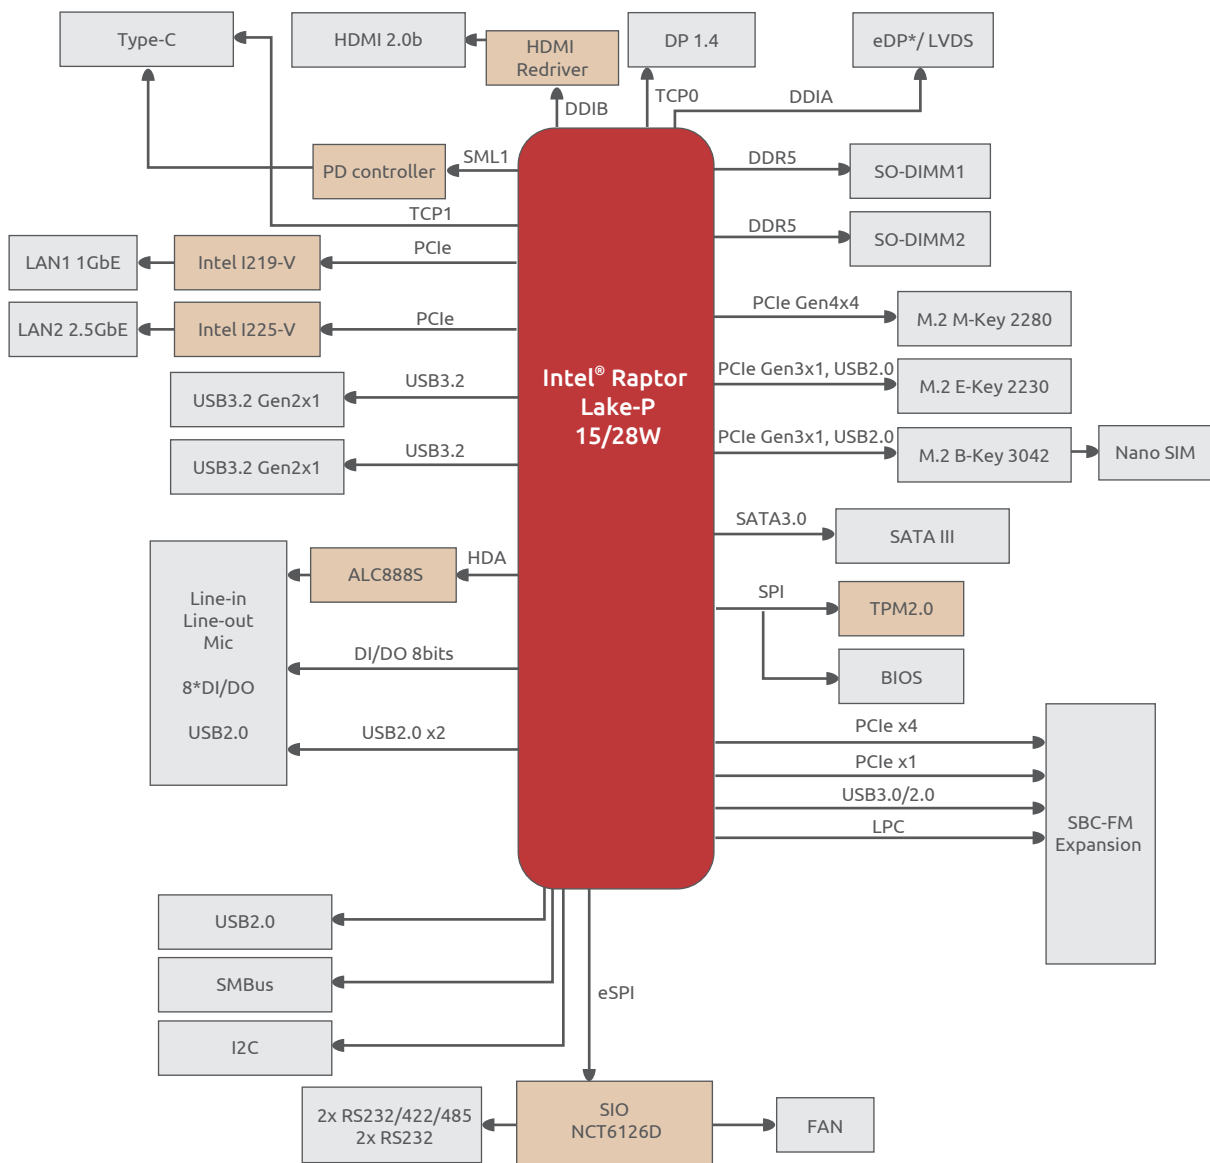 Type-C
HDMI 2.0b
HDMI
Redriver
DP 1.4
eDP*/ LVDS
DDIB
TCP0
DDIA
SML1
PD controller
TCP1
DDR5
SO-DIMM1
DDR5
SO-DIMM2
LAN1 1GbE
Intel I219-V
PCIe
LAN2 2.5GbE
Intel I225-V
PCIe
PCIe Gen4x4
M.2 M-Key 2280
USB3.2 Gen2x1
USB3.2
Intel® Raptor
Lake-P
15/28W
PCIe Gen3x1, USB2.0
M.2 E-Key 2230
USB3.2 Gen2x1
USB3.2
PCIe Gen3x1, USB2.0
M.2 B-Key 3042
Nano SIM
SATA3.0
SATA III
Line-in
Line-out
Mic
8*DI/DO
USB2.0
ALC888S
HDA
DI/DO 8bits
USB2.0 x2
SPI
TPM2.0
BIOS
PCIe x4
PCIe x1
USB3.0/2.0
LPC
SBC-FM
Expansion
USB2.0
SMBus
I2C
eSPI
2x RS232/422/485
2x RS232
SIO
NCT6126D
FAN